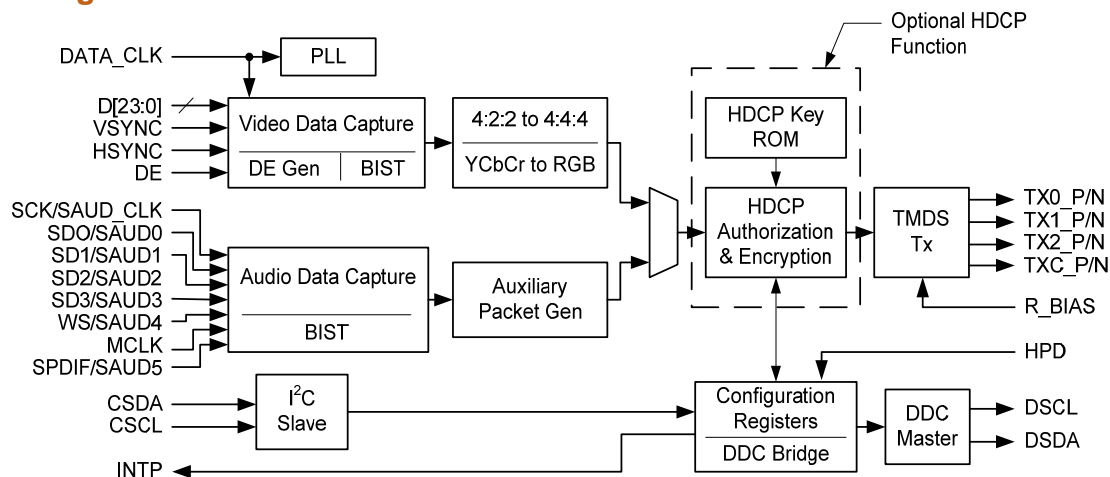 Optional HDCP
Function
DATA_CLK
PLL
D[23:0]
VSYNC
HSYNC
DE
Video Data Capture
DE Gen
BIST
4:2:2 to 4:4:4
YCbCr to RGB
HDCP Key
ROM
HDCP
Authorization
& Encryption
TMDS
Tx
TX0_P/N
TX1_P/N
TX2_P/N
TXC_P/N
R_BIAS
SCK/SAUD_CLK
SDO/SAUD0
SD1/SAUD1
SD2/SAUD2
SD3/SAUD3
WS/SAUD4
MCLK
SPDIF/SAUD5
Audio Data Capture
BIST
Auxiliary
Packet Gen
HPD
CSDA
CSCL
I²C
Slave
Configuration
Registers
DDC Bridge
DDC
Master
DSCL
DSDA
INTP